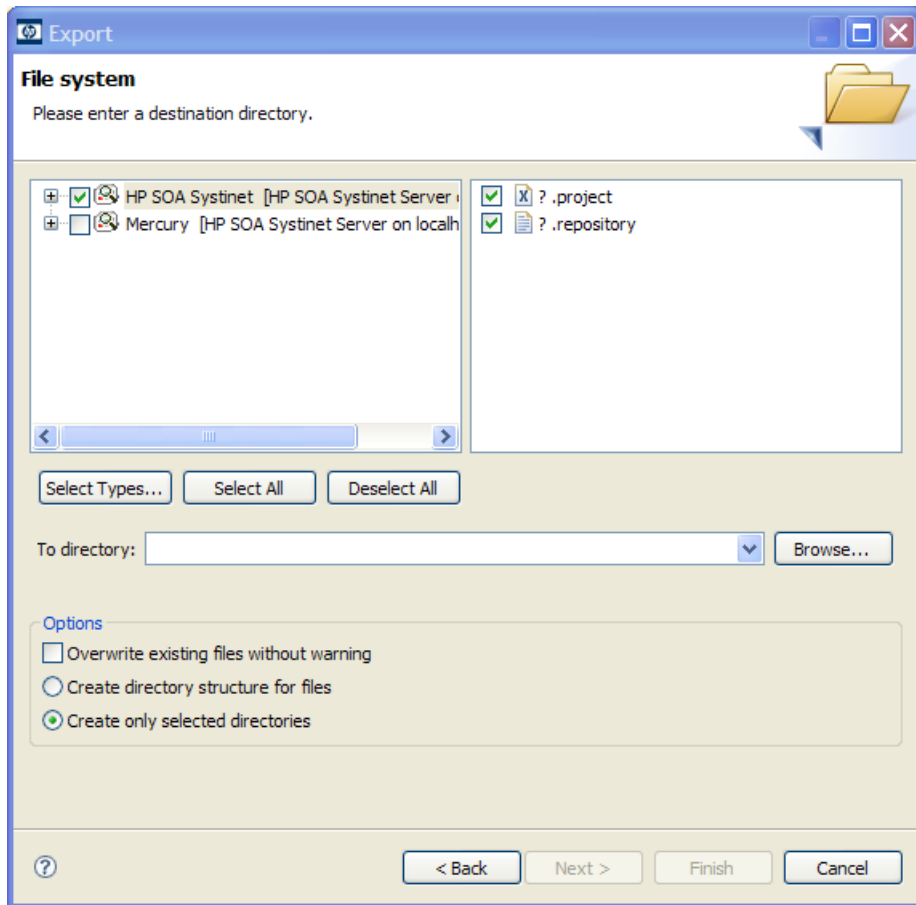 Export
File system
Please enter a destination directory.
HP SOA Systinet [HP SOA Systinet Server
Mercury [HP SOA Systinet Server on localh
? .project
? .repository
Select Types...
Select All
Deselect All
To directory:
Browse...
Options
Overwrite existing files without warning
Create directory structure for files
Create only selected directories
< Back
Next >
Finish
Cancel